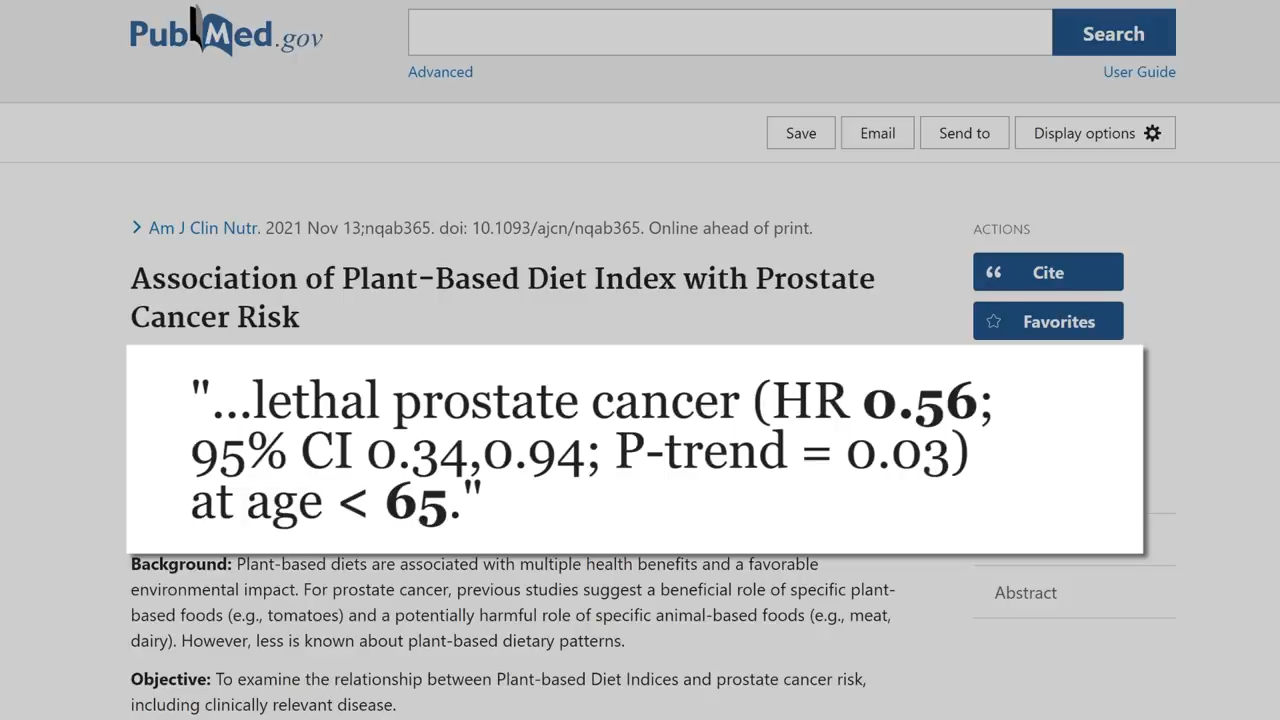 PubMed.gov
Search
Advanced
User Guide
Save
Email
Send to
Display options
Am J Clin Nutr. 2021 Nov 13;nqab365. doi: 10.1093/ajcn/nqab365. Online ahead of print.
ACTIONS
Association of Plant-Based Diet Index with Prostate
Cancer Risk
Cite
Favorites
"...lethal prostate cancer (HR 0.56;
95% CI 0.34,0.94; P-trend = 0.03)
at age < 65."
Background: Plant-based diets are associated with multiple health benefits and a favorable
environmental impact. For prostate cancer, previous studies suggest a beneficial role of specific plant-
based foods (e.g., tomatoes) and a potentially harmful role of specific animal-based foods (e.g., meat,
dairy). However, less is known about plant-based dietary patterns.
Abstract
Objective: To examine the relationship between Plant-based Diet Indices and prostate cancer risk,
including clinically relevant disease.